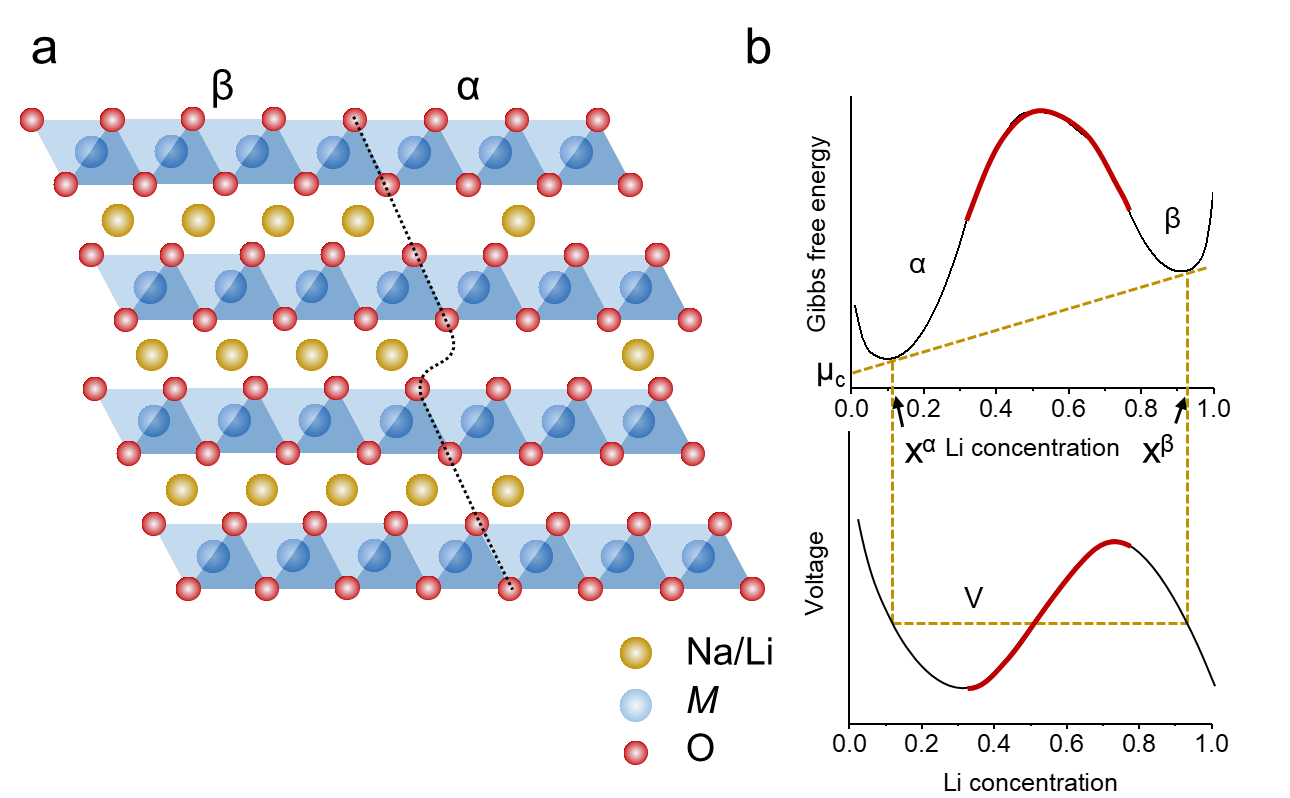 a
β
α
Na/Li
M
O
b
Gibbs free energy
α
β
μc
0.0 0.2 0.4 0.6 0.8 1.0
xα Li concentration xβ
Voltage
V
0.0 0.2 0.4 0.6 0.8 1.0
Li concentration